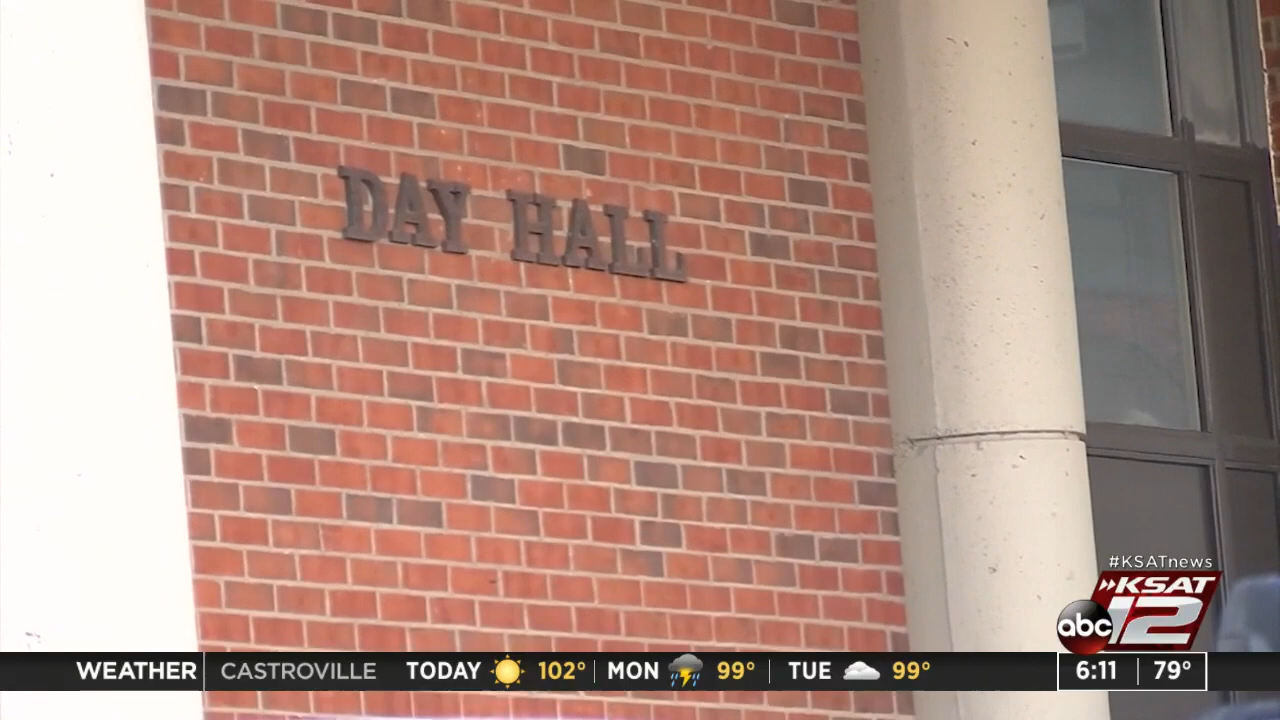 DAY HALL
#KSATnews
KSAT
abc 12
WEATHER CASTROVILLE TODAY 102° MON 99° TUE 99° 6:11 79°